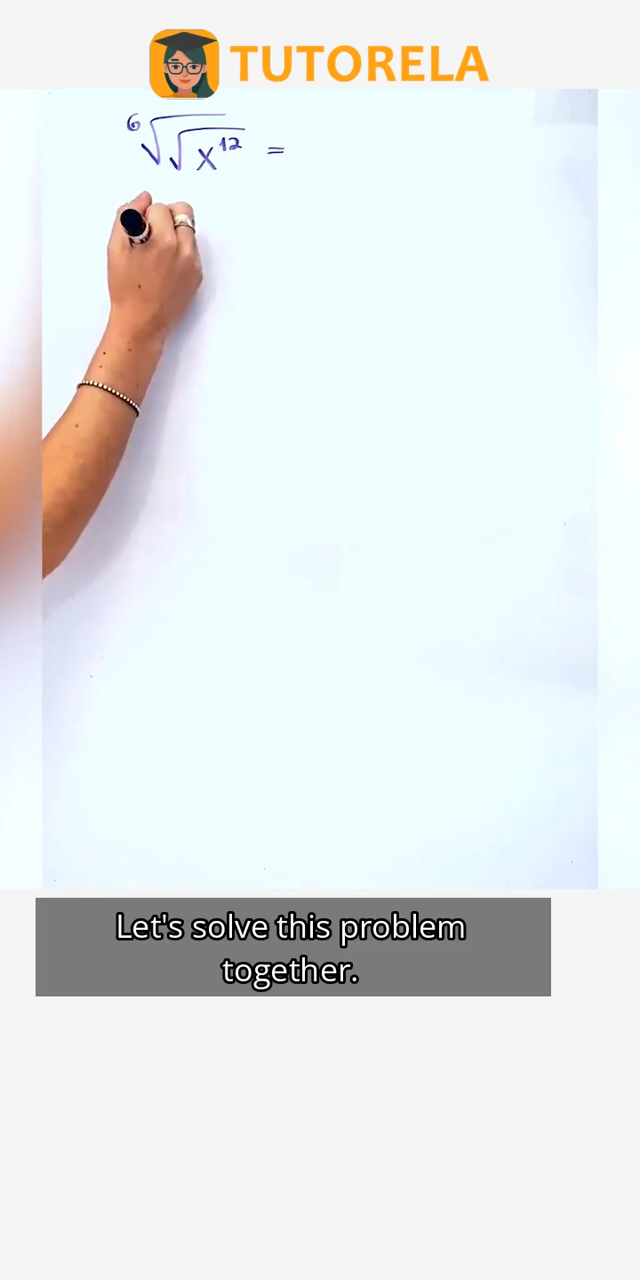 TUTORELA
⁶√√x¹² =
Let's solve this problem
together.